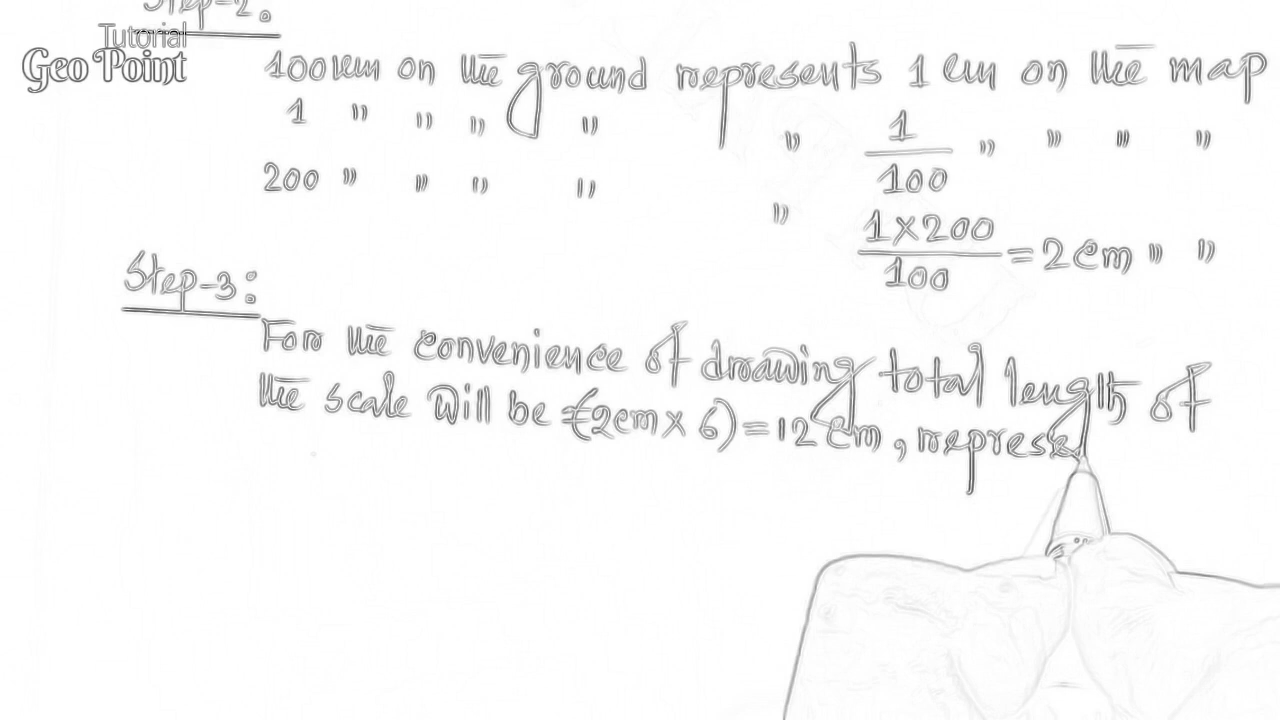 Step-2:
Tutorial
Geo Point
100 km on the ground represents 1 cm on the map
1 " " " " " 1/100 " " " "
200 " " " " " 1×200/100 = 2 cm " "
Step-3:
For the convenience of drawing total length of
the scale will be (2cm × 6) = 12 cm, represe